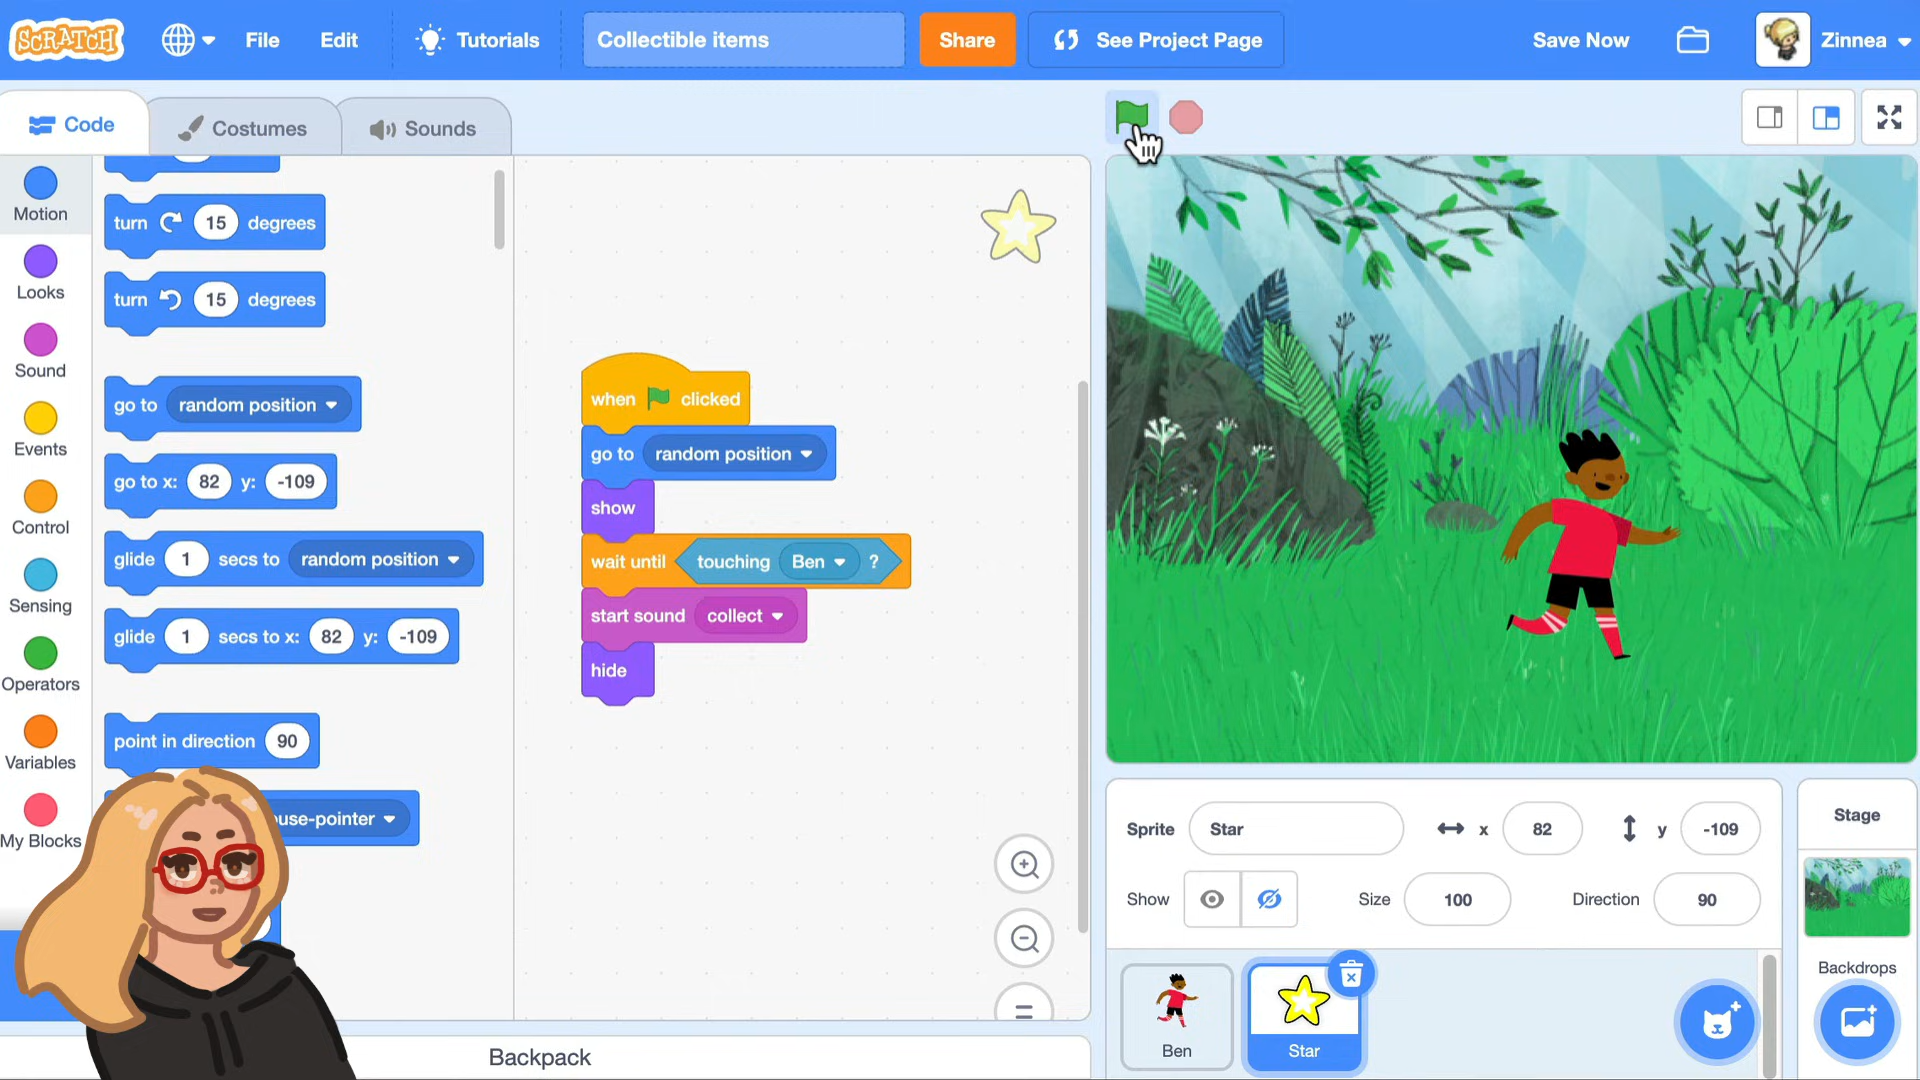 SCRATCH
File
Edit
Tutorials
Collectible items
Share
See Project Page
Save Now
Zinnea
Code
Costumes
Sounds
Motion
Looks
Sound
Events
Control
Sensing
Operators
Variables
My Blocks
turn 15 degrees
turn 15 degrees
go to random position
go to x: 82 y: -109
glide 1 secs to random position
glide 1 secs to x: 82 y: -109
point in direction 90
use-pointer
when clicked
go to random position
show
wait until touching Ben ?
start sound collect
hide
Backpack
Sprite Star x 82 y -109
Show Size 100 Direction 90
Ben
Star
Stage
Backdrops